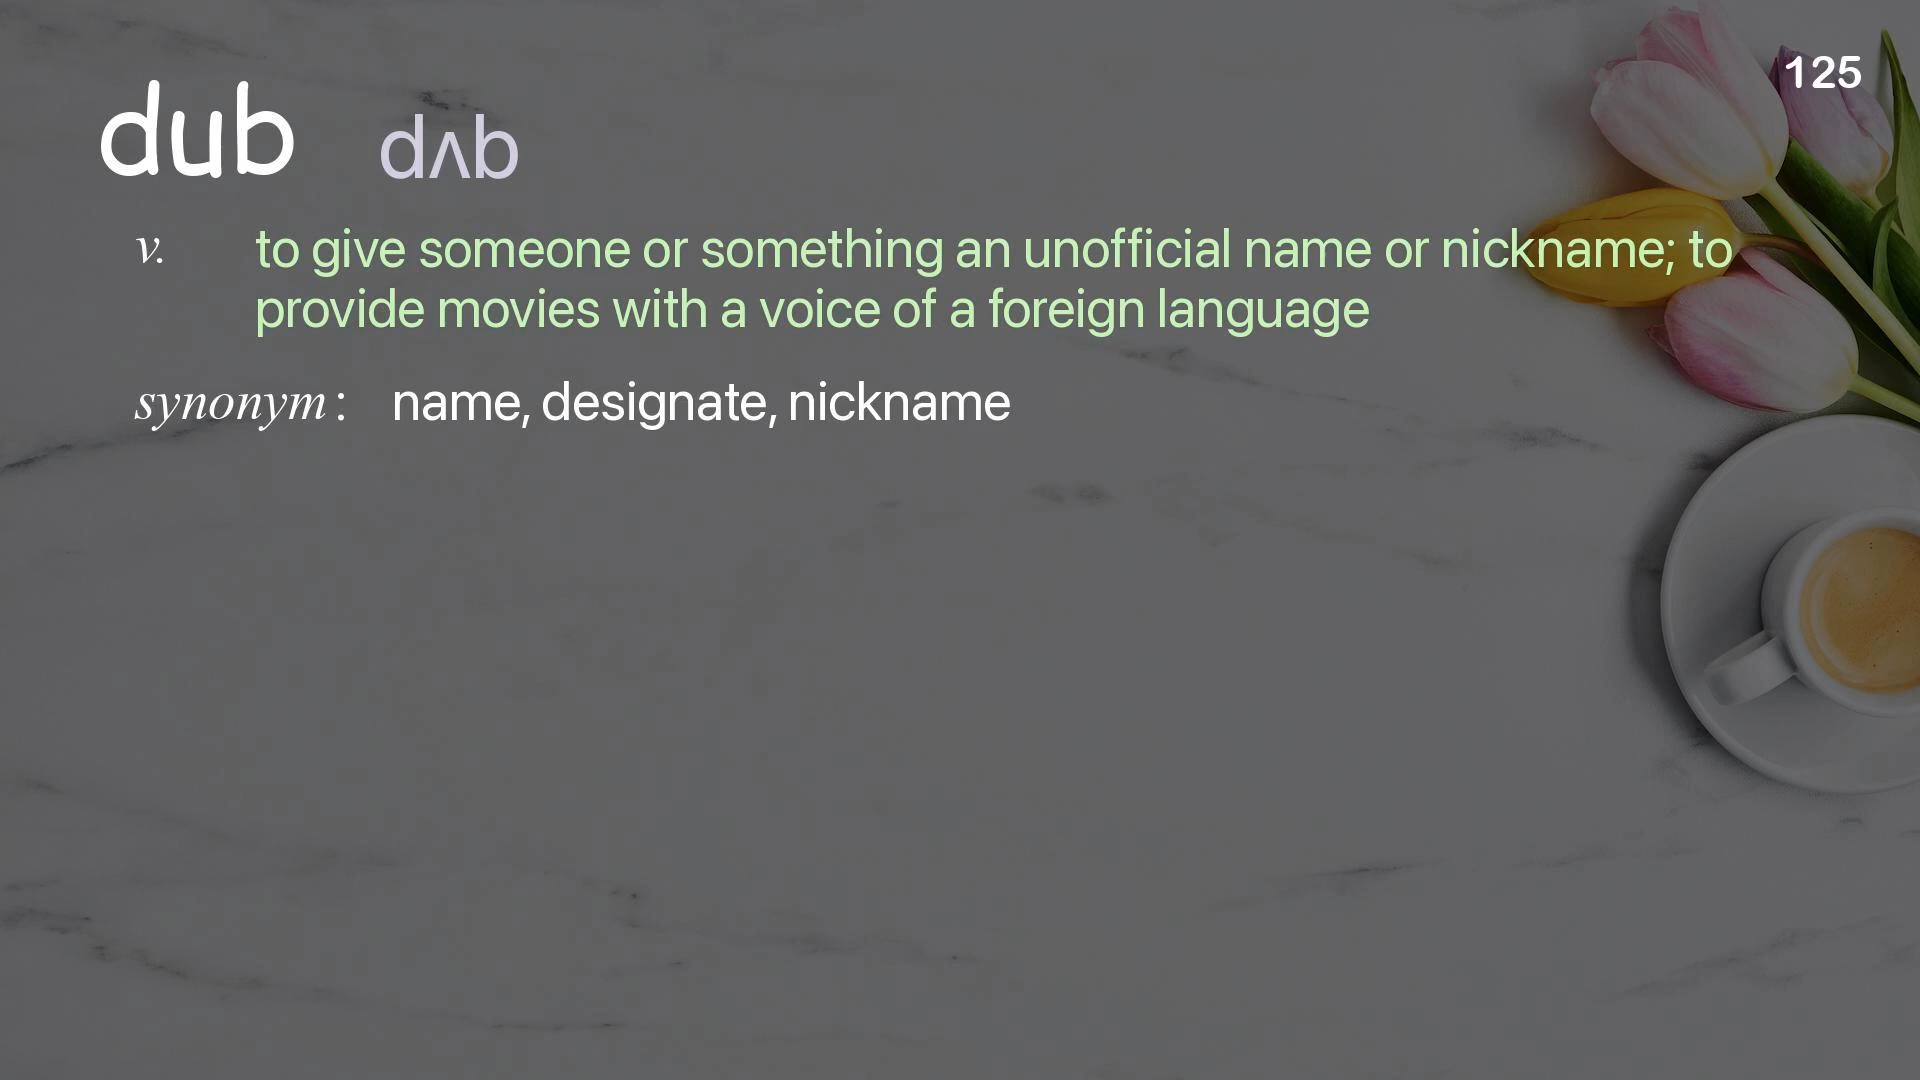 125
dub dʌb
v. to give someone or something an unofficial name or nickname; to
provide movies with a voice of a foreign language
synonym : name, designate, nickname